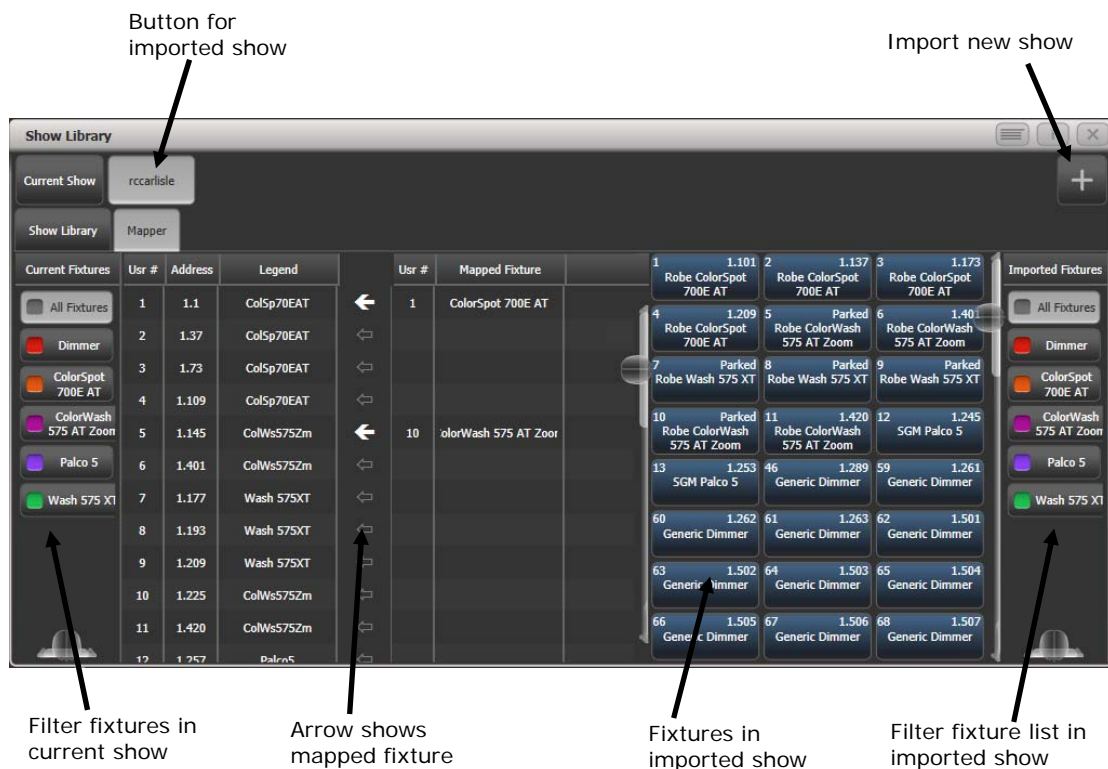 Button for
imported show
Import new show
Show Library
Current Show
rccarlisle
+
Show Library
Mapper
Current Fixtures
Usr #
Address
Legend
Usr #
Mapped Fixture
Imported Fixtures
All Fixtures
Dimmer
ColorSpot
700E AT
ColorWash
575 AT Zoom
Palco 5
Wash 575 XT
1 1.1 ColSp70EAT 1 ColorSpot 700E AT
2 1.37 ColSp70EAT
3 1.73 ColSp70EAT
4 1.109 ColSp70EAT
5 1.145 ColWs575Zm 10 ColorWash 575 AT Zoor
6 1.401 ColWs575Zm
7 1.177 Wash 575XT
8 1.193 Wash 575XT
9 1.209 Wash 575XT
10 1.225 ColWs575Zm
11 1.420 ColWs575Zm
12 1.257 Palco5
1 1.101 2 1.137 3 1.173
Robe ColorSpot Robe ColorSpot Robe ColorSpot
700E AT 700E AT 700E AT
4 1.209 5 Parked 6 1.401
Robe ColorSpot Robe ColorWash Robe ColorWash
700E AT 575 AT Zoom 575 AT Zoom
7 Parked 8 Parked 9 Parked
Robe Wash 575 XT Robe Wash 575 XT Robe Wash 575 XT
10 Parked 11 1.420 12 1.245
Robe ColorWash Robe ColorWash SGM Palco 5
575 AT Zoom 575 AT Zoom
13 1.253 46 1.289 59 1.261
SGM Palco 5 Generic Dimmer Generic Dimmer
60 1.262 61 1.263 62 1.501
Generic Dimmer Generic Dimmer Generic Dimmer
63 1.502 64 1.503 65 1.504
Generic Dimmer Generic Dimmer Generic Dimmer
66 1.505 67 1.506 68 1.507
Generic Dimmer Generic Dimmer Generic Dimmer
All Fixtures
Dimmer
ColorSpot
700E AT
ColorWash
575 AT Zoom
Palco 5
Wash 575 XT
Filter fixtures in
current show
Arrow shows
mapped fixture
Fixtures in
imported show
Filter fixture list in
imported show